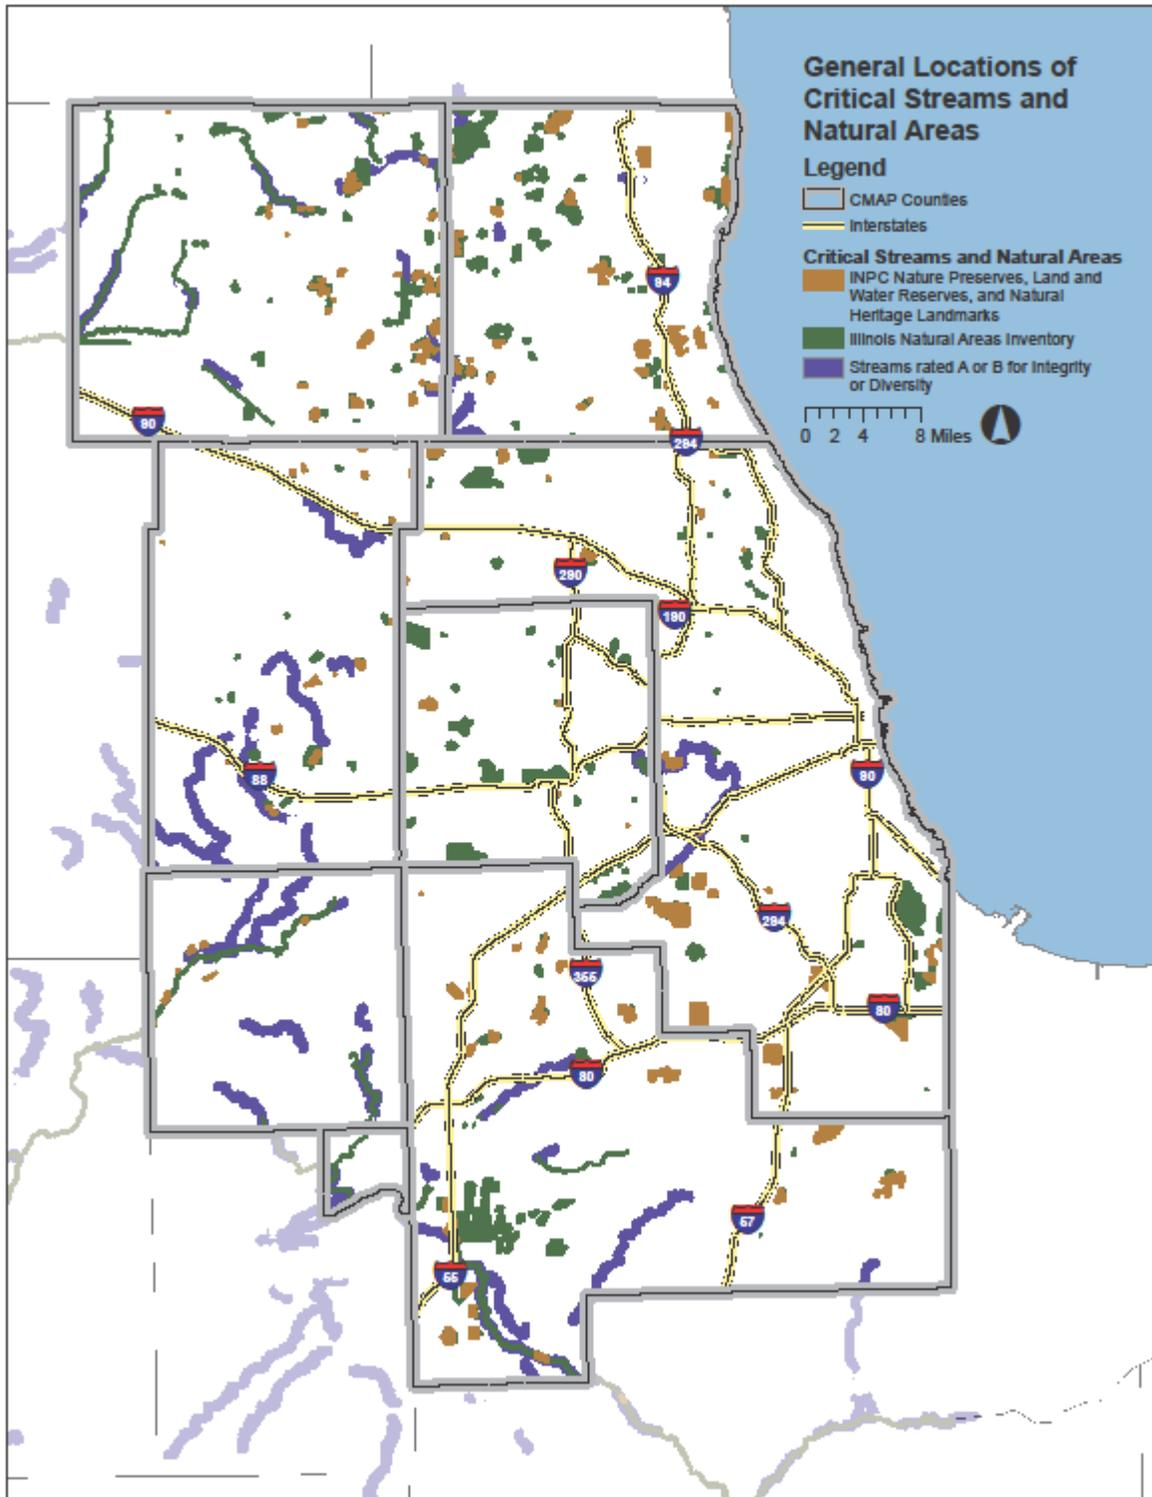 General Locations of
Critical Streams and
Natural Areas
Legend
CMAP Counties
Interstates
Critical Streams and Natural Areas
INPC Nature Preserves, Land and
Water Reserves, and Natural
Heritage Landmarks
Illinois Natural Areas Inventory
Streams rated A or B for Integrity
or Diversity
0 2 4 8 Miles
94
90
294
290
190
88
90
294
355
80
80
57
55